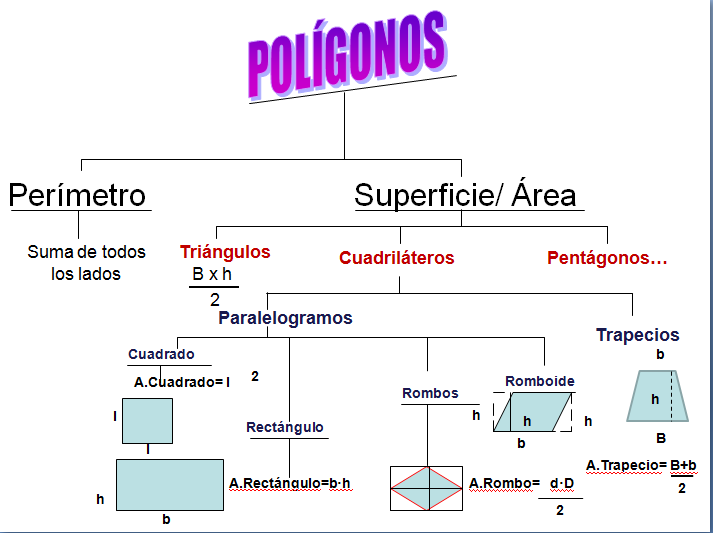 POLÍGONOS
Perímetro
Superficie/ Área
Suma de todos
los lados
Triángulos
B x h
2
Cuadriláteros
Pentágonos…
Paralelogramos
Trapecios
Cuadrado
A.Cuadrado= l 2
l
l
Rectángulo
A.Rectángulo=b·h
h
b
Rombos
A.Rombo= d·D
2
Romboide
h
h
h
b
b
h
B
A.Trapecio= B+b
2